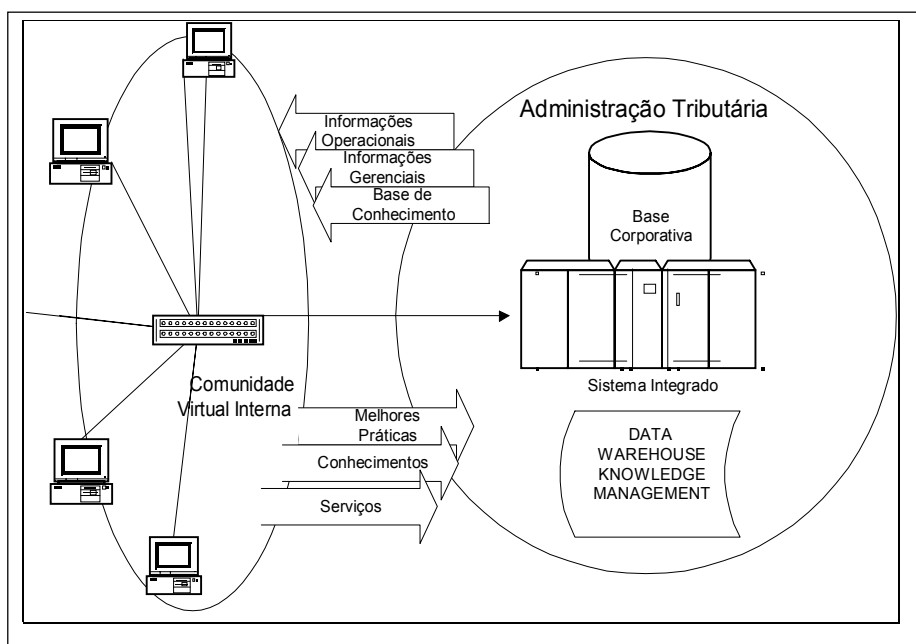 Administração Tributária
Informações
Operacionais
Informações
Gerenciais
Base de
Conhecimento
Base
Corporativa
Sistema Integrado
Comunidade
Virtual Interna
Melhores
Práticas
Conhecimentos
Serviços
DATA
WAREHOUSE
KNOWLEDGE
MANAGEMENT